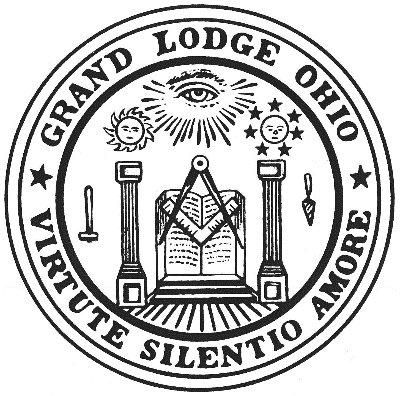 GRAND LODGE OHIO
VIRTUTE SILENTIO AMORE